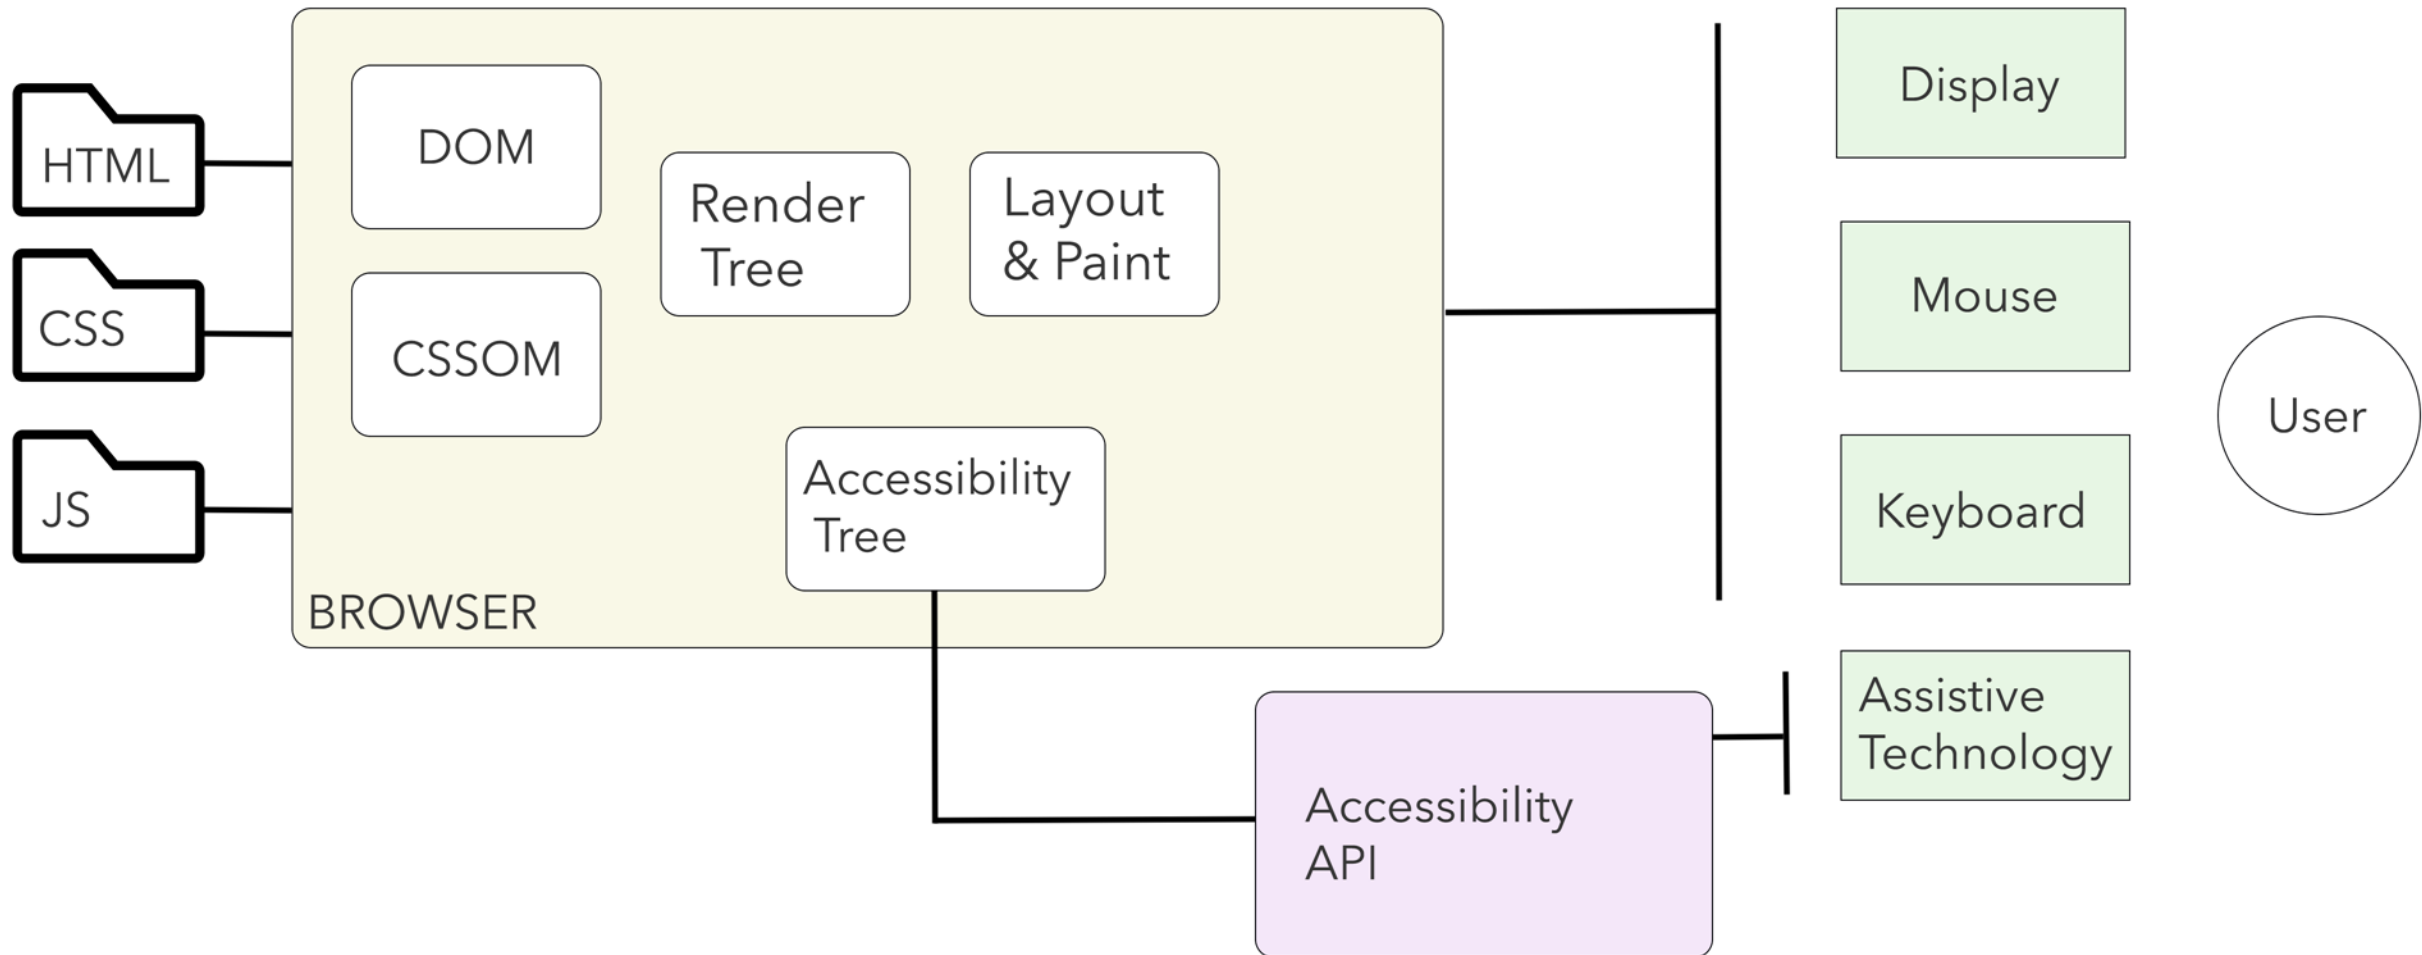 HTML
CSS
JS
DOM
CSSOM
Render
Tree
Layout
& Paint
Accessibility
Tree
BROWSER
Accessibility
API
Display
Mouse
Keyboard
Assistive
Technology
User